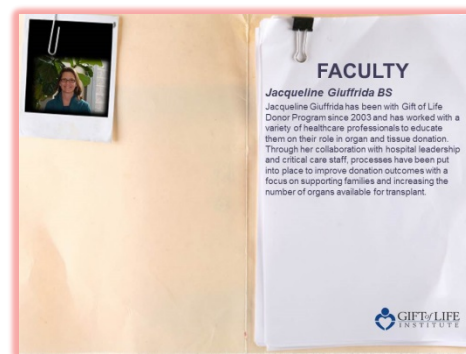 FACULTY
Jacqueline Giuffrida BS
Jacqueline Giuffrida has been with Gift of Life
Donor Program since 2003 and has worked with a
variety of healthcare professionals to educate
them on their role in organ and tissue donation.
Through her collaboration with hospital leadership
and critical care staff, processes have been put
into place to improve donation outcomes with a
focus on supporting families and increasing the
number of organs available for transplant.
GIFT of LIFE
INSTITUTE